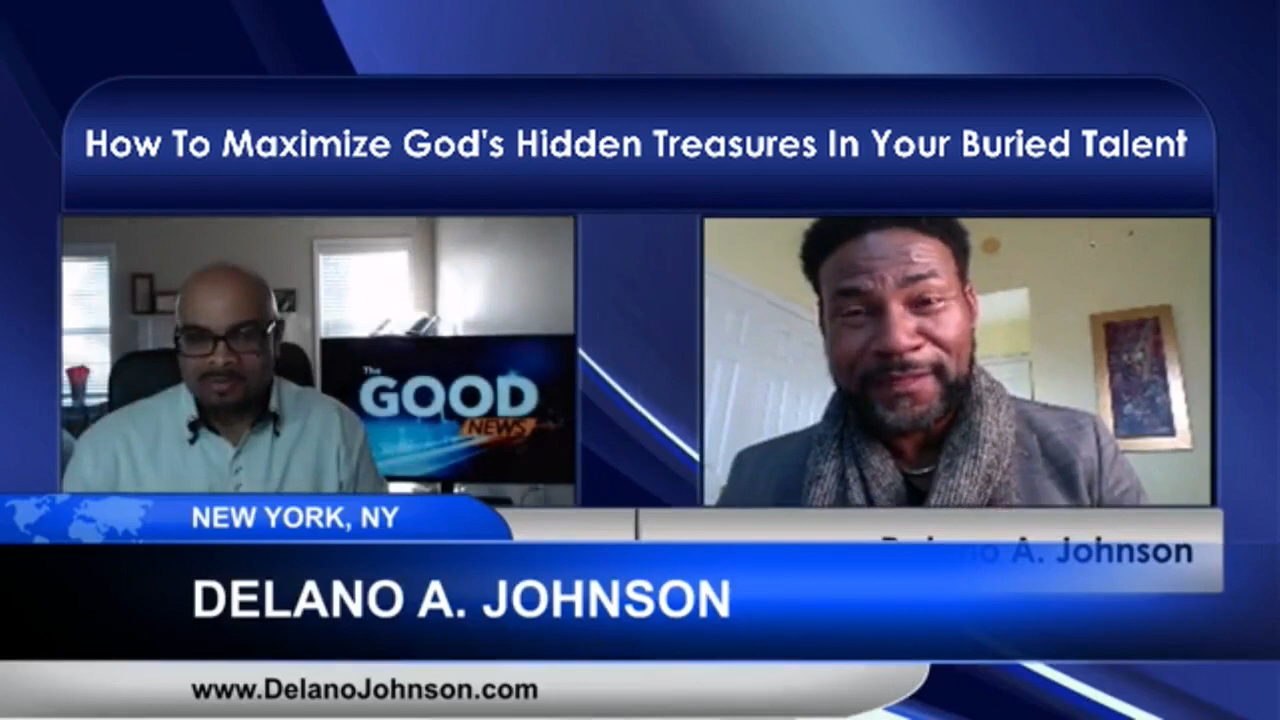 How To Maximize God's Hidden Treasures In Your Buried Talent
The
GOOD
NEWS
NEW YORK, NY
A. Johnson
DELANO A. JOHNSON
www.DelanoJohnson.com